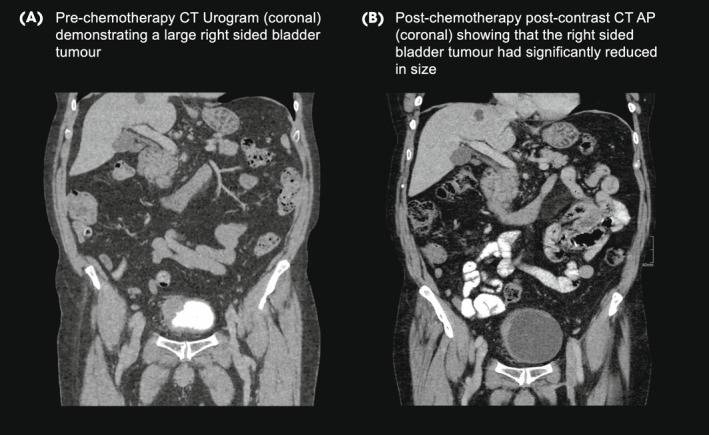 (A) Pre-chemotherapy CT Urogram (coronal)
demonstrating a large right sided bladder
tumour
(B) Post-chemotherapy post-contrast CT AP
(coronal) showing that the right sided
bladder tumour had significantly reduced
in size